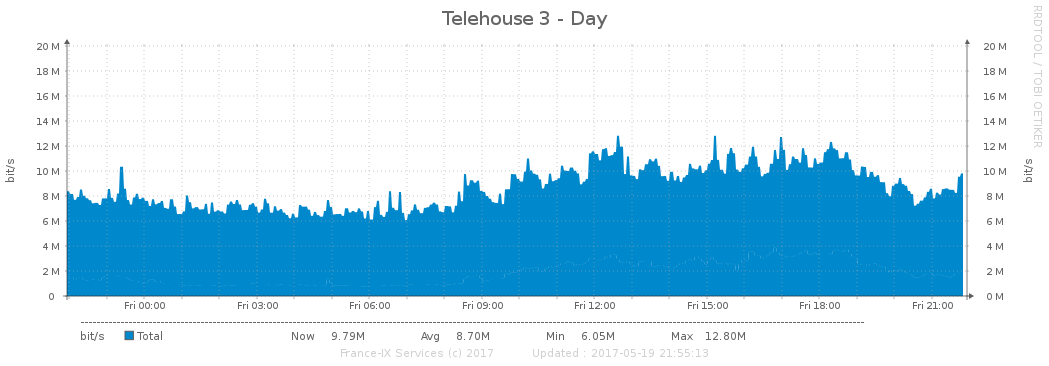 Telehouse 3 - Day
RRDTOOL / TOBI OETIKER
bit/s
20 M 20 M
18 M 18 M
16 M 16 M
14 M 14 M
12 M 12 M
10 M 10 M
8 M 8 M
6 M 6 M
4 M 4 M
2 M 2 M
0 0 M
bit/s
Fri 00:00 Fri 03:00 Fri 06:00 Fri 09:00 Fri 12:00 Fri 15:00 Fri 18:00 Fri 21:00
bit/s Total Now 9.79M Avg 8.70M Min 6.05M Max 12.80M
France-IX Services (c) 2017 Updated : 2017-05-19 21:55:13